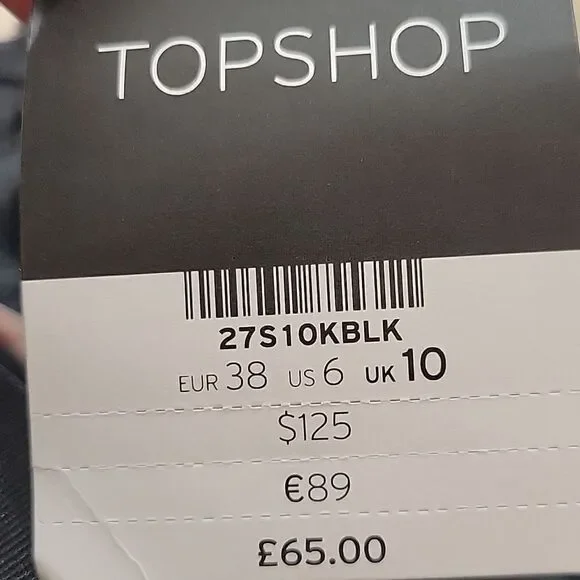 TOPSHOP
27S10KBLK
EUR 38 US 6 UK 10
$125
€89
£65.00